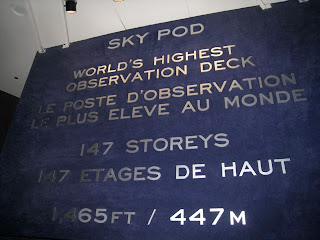 SKY POD
WORLD'S HIGHEST
OBSERVATION DECK
LE POSTE D'OBSERVATION
LE PLUS ELEVE AU MONDE
147 STOREYS
147 ETAGES DE HAUT
1,465FT / 447M